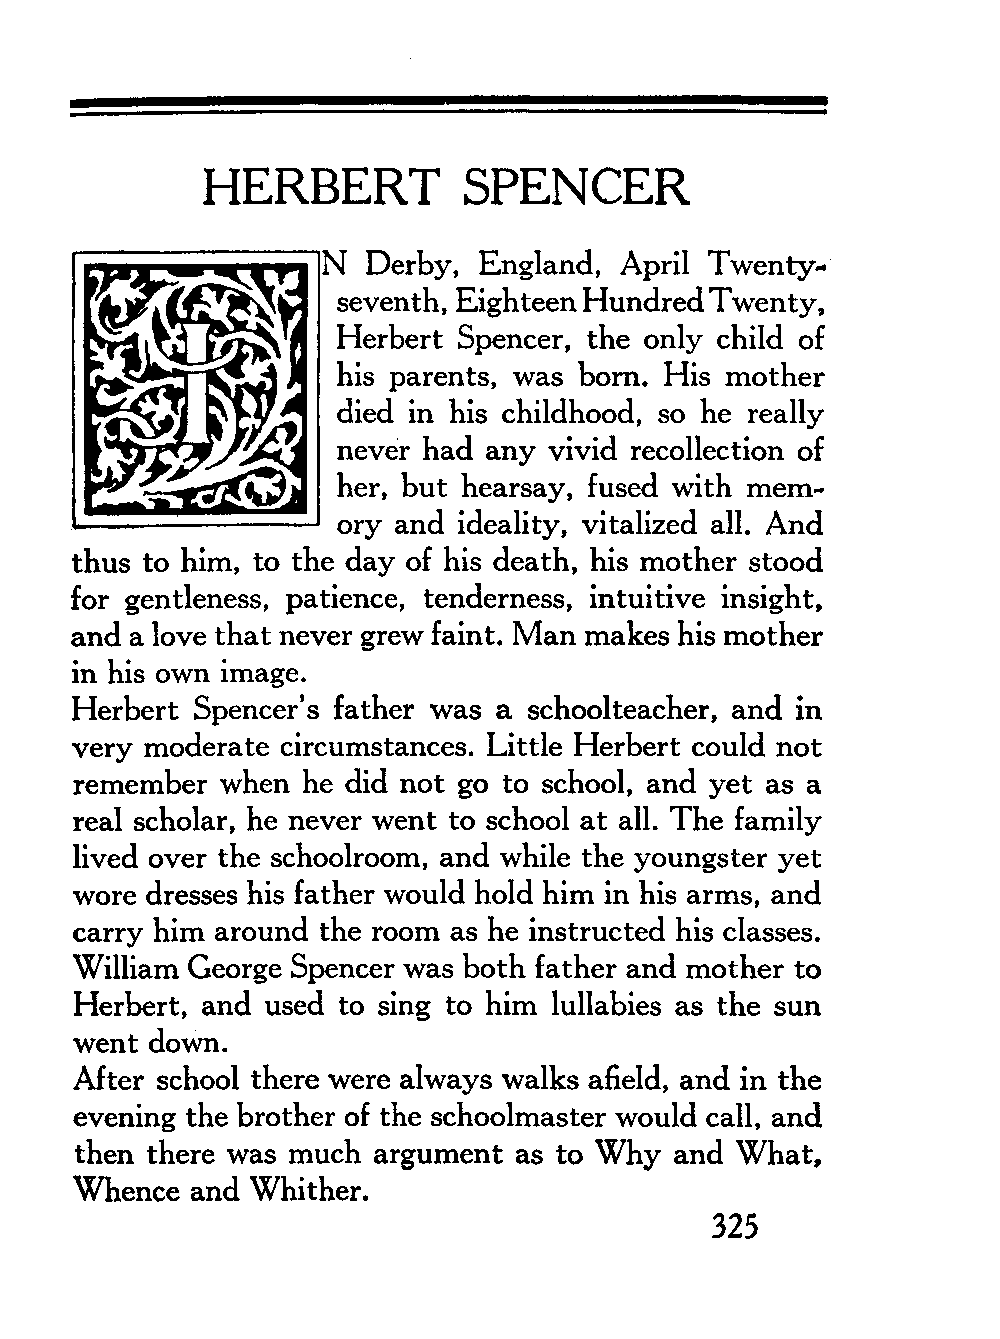 HERBERT SPENCER
IN Derby, England, April Twenty-
seventh, Eighteen Hundred Twenty,
Herbert Spencer, the only child of
his parents, was born. His mother
died in his childhood, so he really
never had any vivid recollection of
her, but hearsay, fused with mem-
ory and ideality, vitalized all. And
thus to him, to the day of his death, his mother stood
for gentleness, patience, tenderness, intuitive insight,
and a love that never grew faint. Man makes his mother
in his own image.
Herbert Spencer's father was a schoolteacher, and in
very moderate circumstances. Little Herbert could not
remember when he did not go to school, and yet as a
real scholar, he never went to school at all. The family
lived over the schoolroom, and while the youngster yet
wore dresses his father would hold him in his arms, and
carry him around the room as he instructed his classes.
William George Spencer was both father and mother to
Herbert, and used to sing to him lullabies as the sun
went down.
After school there were always walks afield, and in the
evening the brother of the schoolmaster would call, and
then there was much argument as to Why and What,
Whence and Whither.
325